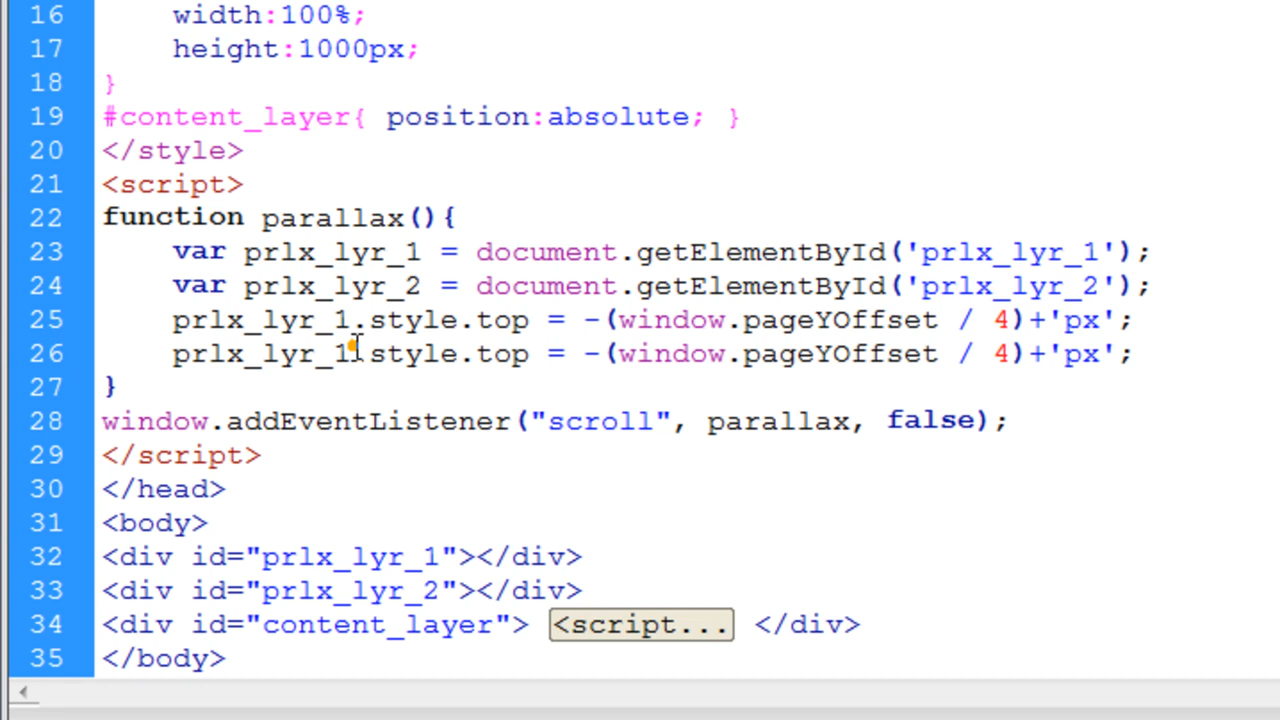 16 width:100%;
17 height:1000px;
18 }
19 #content_layer{ position:absolute; }
20 </style>
21 <script>
22 function parallax(){
23 var prlx_lyr_1 = document.getElementById('prlx_lyr_1');
24 var prlx_lyr_2 = document.getElementById('prlx_lyr_2');
25 prlx_lyr_1.style.top = -(window.pageYOffset / 4)+'px';
26 prlx_lyr_1.style.top = -(window.pageYOffset / 4)+'px';
27 }
28 window.addEventListener("scroll", parallax, false);
29 </script>
30 </head>
31 <body>
32 <div id="prlx_lyr_1"></div>
33 <div id="prlx_lyr_2"></div>
34 <div id="content_layer"> <script... </div>
35 </body>